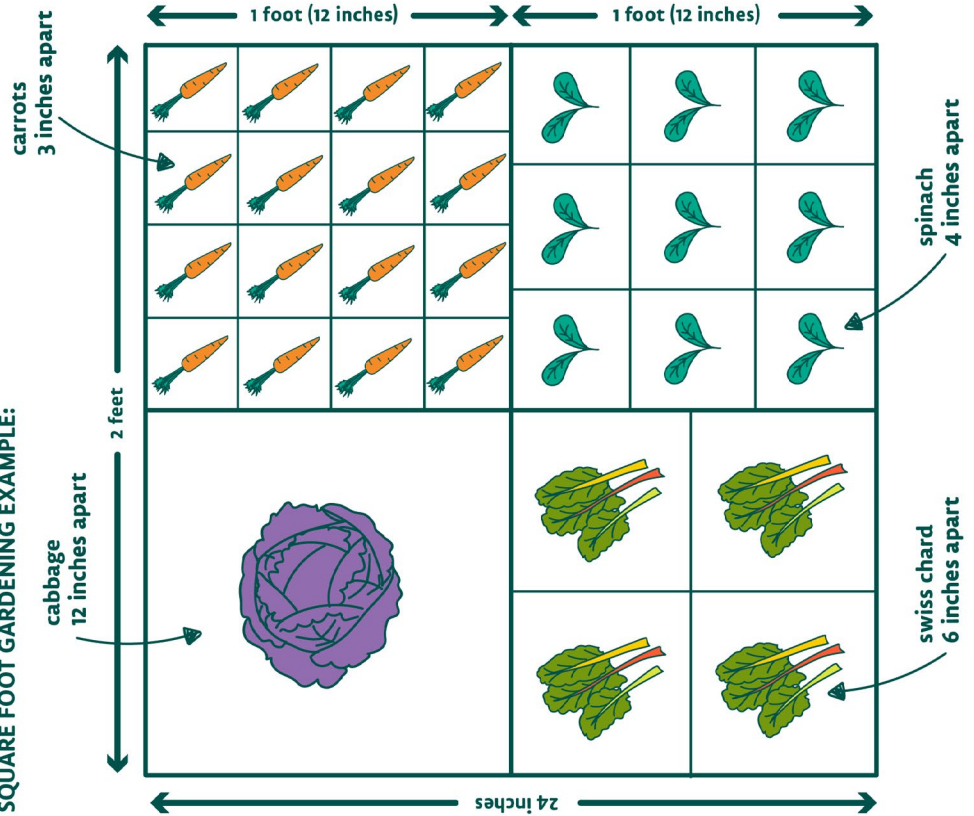 SQUARE FOOT GARDENING EXAMPLE:
1 foot (12 inches)
1 foot (12 inches)
carrots
3 inches apart
spinach
4 inches apart
2 feet
cabbage
12 inches apart
swiss chard
6 inches apart
24 inches